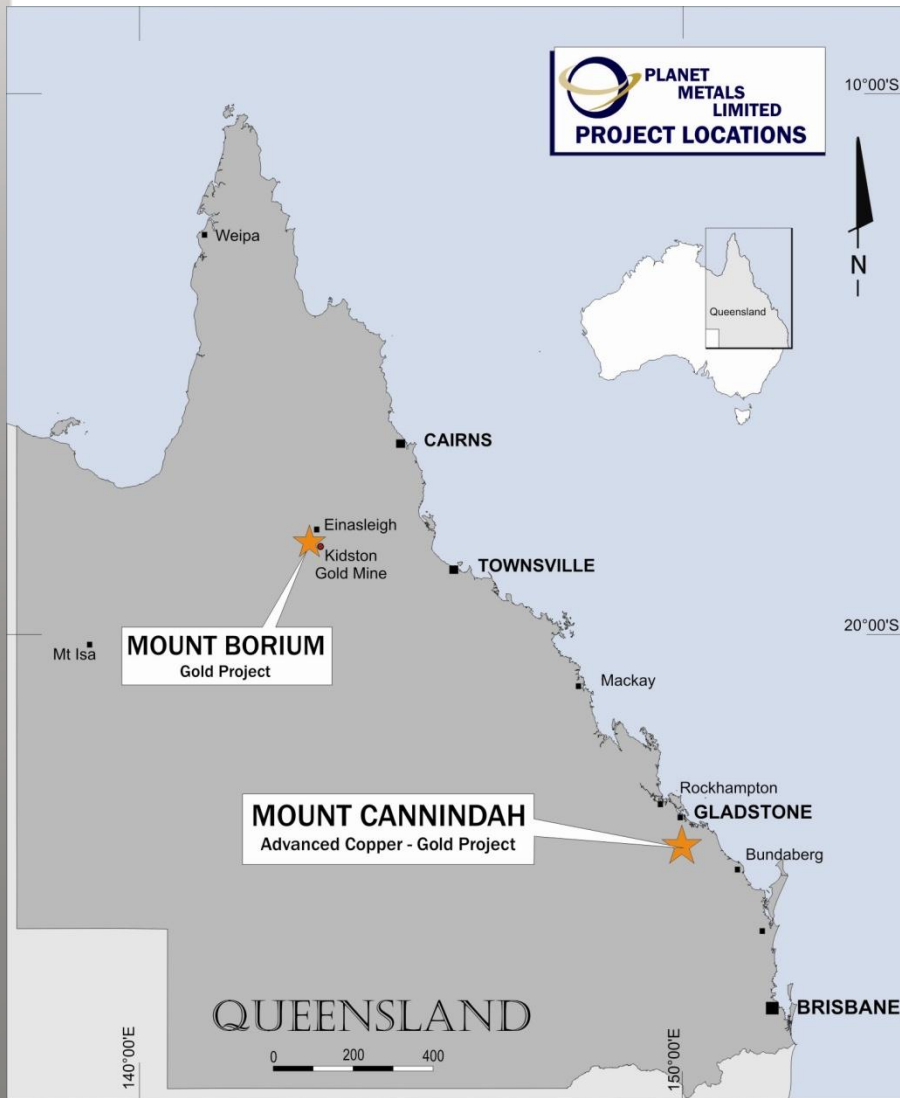 PLANET
METALS
LIMITED
PROJECT LOCATIONS
10°00'S
N
Weipa
Queensland
CAIRNS
Einasleigh
Kidston
Gold Mine
TOWNSVILLE
MOUNT BORIUM
Gold Project
20°00'S
Mt Isa
Mackay
Rockhampton
MOUNT CANNINDAH
Advanced Copper - Gold Project
GLADSTONE
Bundaberg
QUEENSLAND
BRISBANE
0 200 400
140°00'E
150°00'E